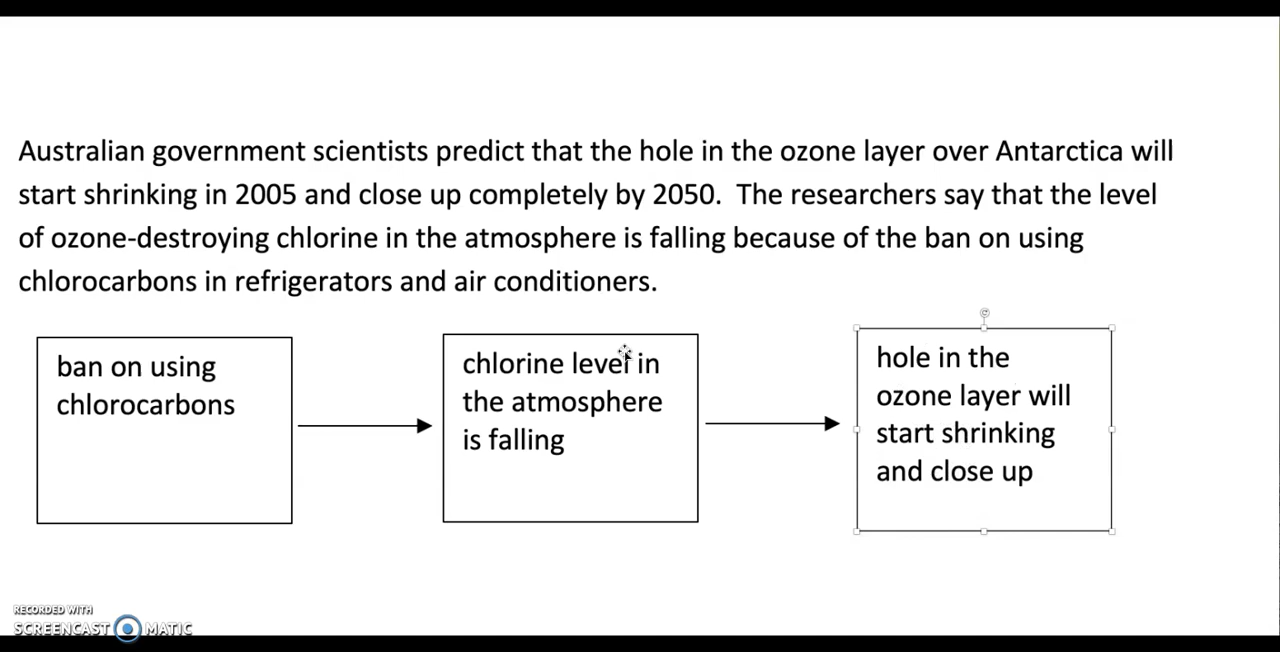 Australian government scientists predict that the hole in the ozone layer over Antarctica will
start shrinking in 2005 and close up completely by 2050.  The researchers say that the level
of ozone-destroying chlorine in the atmosphere is falling because of the ban on using
chlorocarbons in refrigerators and air conditioners.
ban on using
chlorocarbons
chlorine level in
the atmosphere
is falling
hole in the
ozone layer will
start shrinking
and close up
RECORDED WITH
SCREENCAST MATIC